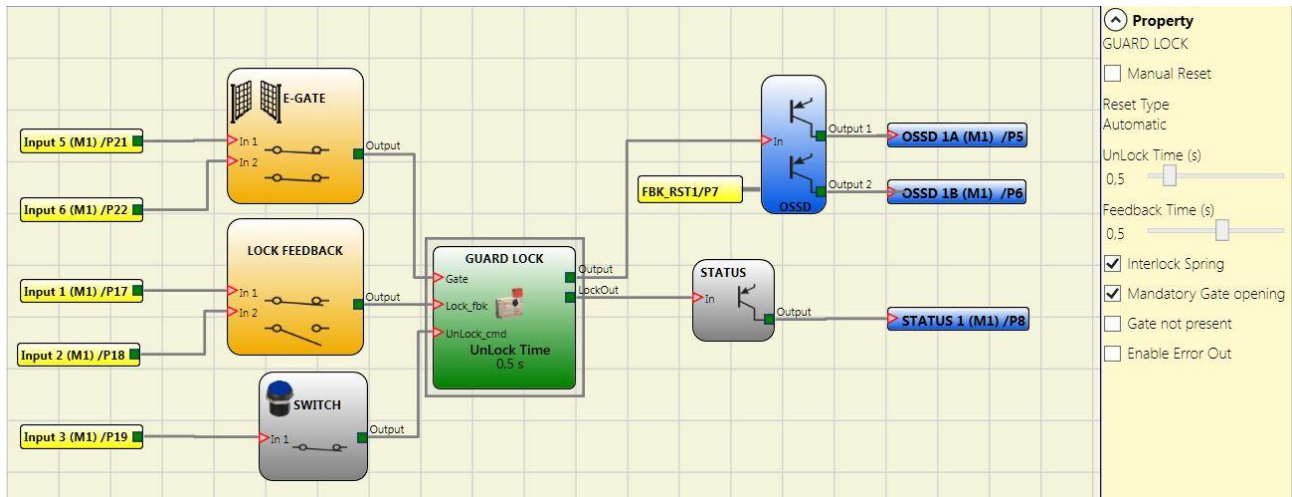 E-GATE
In 1
In 2
Output
Input 5 (M1) /P21
Input 6 (M1) /P22
LOCK FEEDBACK
In 1
In 2
Output
Input 1 (M1) /P17
Input 2 (M1) /P18
SWITCH
In 1
Output
Input 3 (M1) /P19
GUARD LOCK
Gate
Lock_fbk
UnLock_cmd
UnLock Time
0,5 s
Output
LockOut
FBK_RST1/P7
In
Output 1
Output 2
OSSD
OSSD 1A (M1) /P5
OSSD 1B (M1) /P6
STATUS
In
Output
STATUS 1 (M1) /P8
Property
GUARD LOCK
Manual Reset
Reset Type
Automatic
UnLock Time (s)
0,5
Feedback Time (s)
0,5
Interlock Spring
Mandatory Gate opening
Gate not present
Enable Error Out